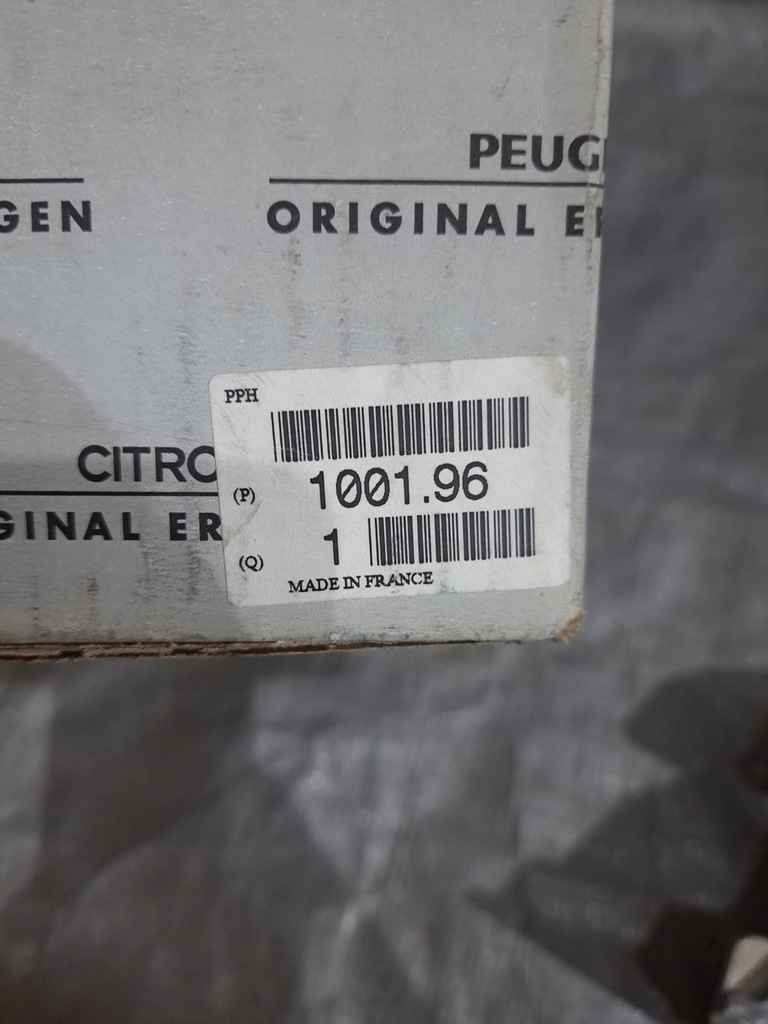 PEUG
GEN
ORIGINAL E
PPH
CITRO
(P) 1001.96
GINAL ER
(Q) 1
MADE IN FRANCE